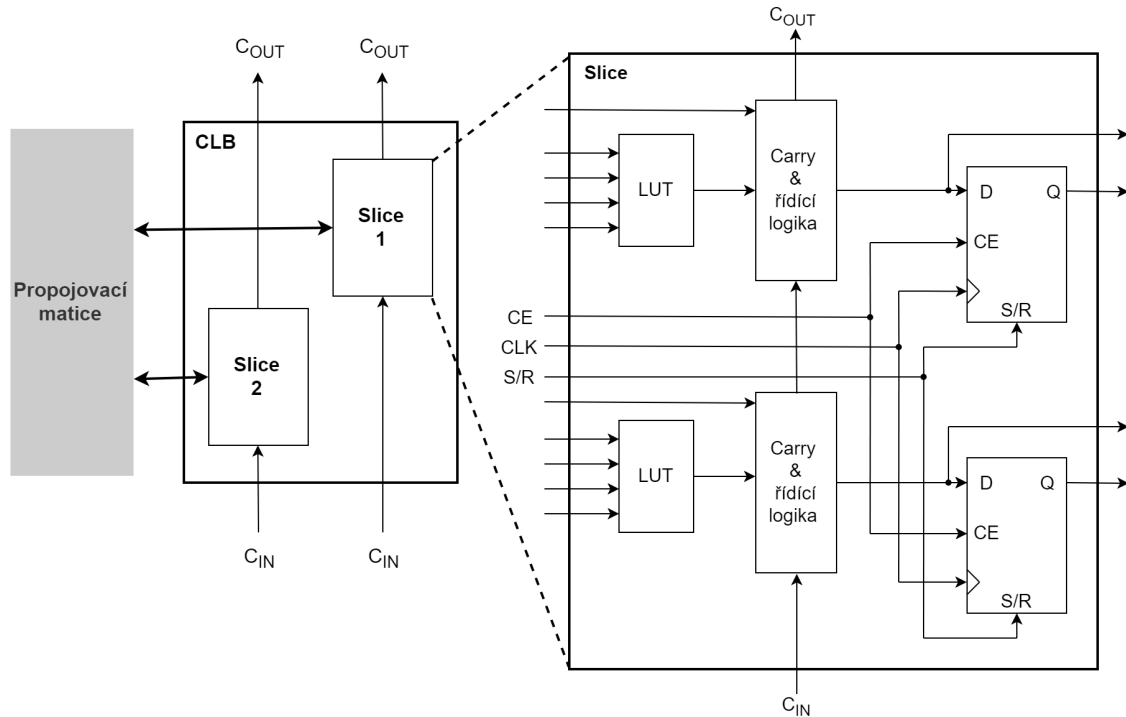 C_OUT
C_OUT
CLB
Slice
1
Propojovací
matice
Slice
2
C_IN
C_IN
C_OUT
Slice
LUT
Carry
&
řídící
logika
D
Q
CE
S/R
CE
CLK
S/R
LUT
Carry
&
řídící
logika
D
Q
CE
S/R
C_IN